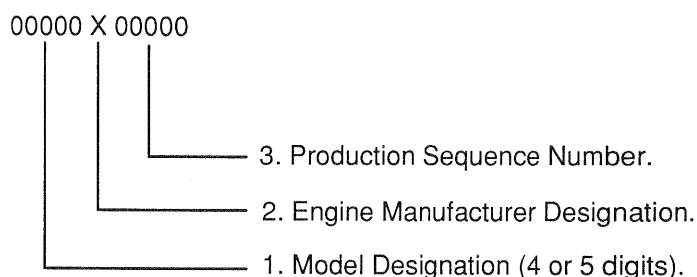 00000 X 00000
3. Production Sequence Number.
2. Engine Manufacturer Designation.
1. Model Designation (4 or 5 digits).